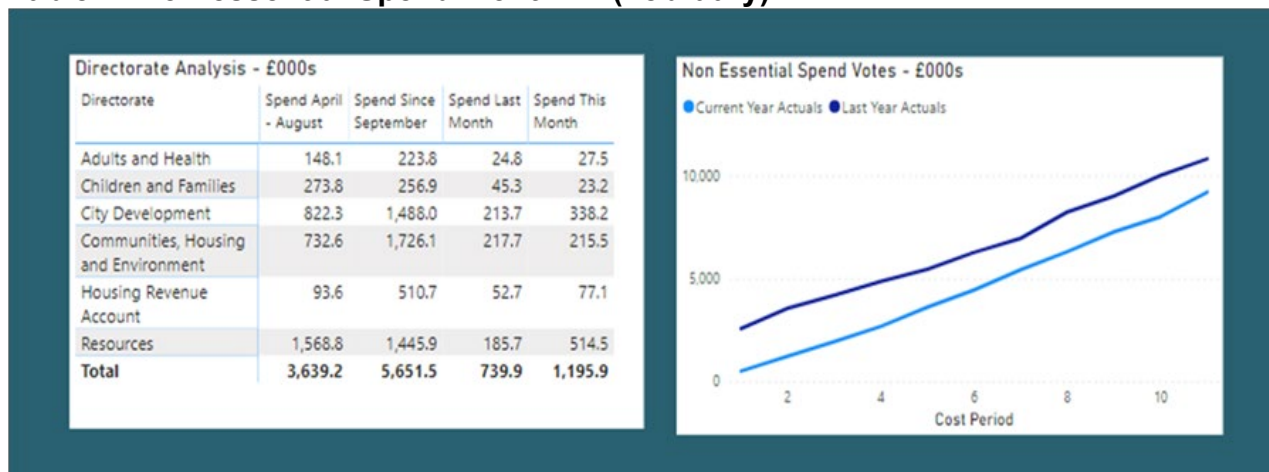 Directorate Analysis - £000s
Directorate Spend April - August Spend Since September Spend Last Month Spend This Month
Adults and Health 148.1 223.8 24.8 27.5
Children and Families 273.8 256.9 45.3 23.2
City Development 822.3 1,488.0 213.7 338.2
Communities, Housing and Environment 732.6 1,726.1 217.7 215.5
Housing Revenue Account 93.6 510.7 52.7 77.1
Resources 1,568.8 1,445.9 185.7 514.5
Total 3,639.2 5,651.5 739.9 1,195.9
Non Essential Spend Votes - £000s
Current Year Actuals Last Year Actuals
10,000
5,000
0
2 4 6 8 10
Cost Period